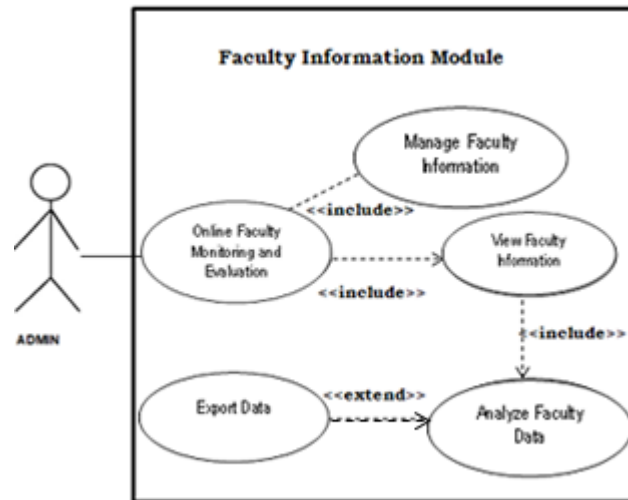 Faculty Information Module
Manage Faculty
Information
<<include>>
Online Faculty
Monitoring and
Evaluation
View Faculty
Information
<<include>>
ADMIN
<<include>>
Export Data
<<extend>>
Analyze Faculty
Data